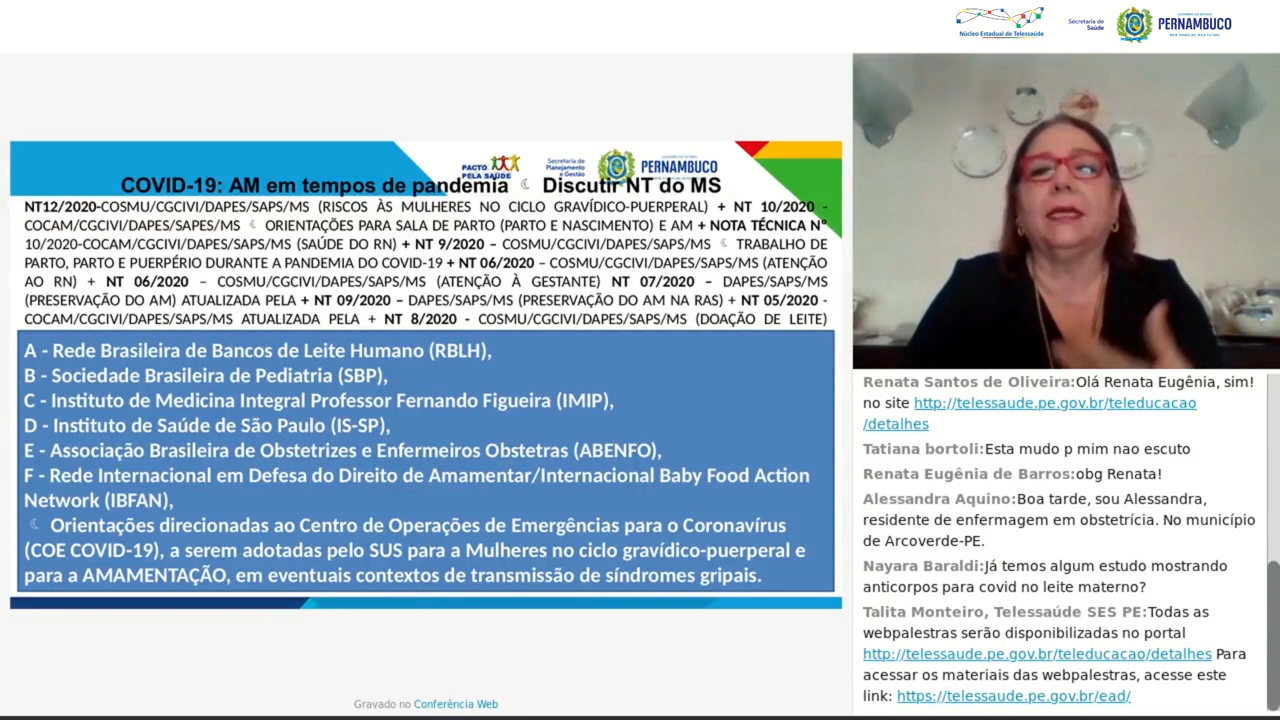 Núcleo Estadual de Telessaúde
Secretaria de
Saúde
PERNAMBUCO
PACTO
PELA SAÚDE
Secretaria de
Planejamento
e Gestão
PERNAMBUCO
COVID-19: AM em tempos de pandemia ☾ Discutir NT do MS
NT12/2020-COSMU/CGCIVI/DAPES/SAPS/MS (RISCOS ÀS MULHERES NO CICLO GRAVÍDICO-PUERPERAL) + NT 10/2020 -
COCAM/CGCIVI/DAPES/SAPES/MS ☾ ORIENTAÇÕES PARA SALA DE PARTO (PARTO E NASCIMENTO) E AM + NOTA TÉCNICA Nº
10/2020-COCAM/CGCIVI/DAPES/SAPS/MS (SAÚDE DO RN) + NT 9/2020 – COSMU/CGCIVI/DAPES/SAPS/MS ☾ TRABALHO DE
PARTO, PARTO E PUERPÉRIO DURANTE A PANDEMIA DO COVID-19 + NT 06/2020 – COSMU/CGCIVI/DAPES/SAPS/MS (ATENÇÃO
AO RN) + NT 06/2020 – COSMU/CGCIVI/DAPES/SAPS/MS (ATENÇÃO À GESTANTE) NT 07/2020 – DAPES/SAPS/MS
(PRESERVAÇÃO DO AM) ATUALIZADA PELA + NT 09/2020 – DAPES/SAPS/MS (PRESERVAÇÃO DO AM NA RAS) + NT 05/2020 -
COCAM/CGCIVI/DAPES/SAPS/MS ATUALIZADA PELA + NT 8/2020 - COSMU/CGCIVI/DAPES/SAPS/MS (DOAÇÃO DE LEITE)
A - Rede Brasileira de Bancos de Leite Humano (RBLH),
B - Sociedade Brasileira de Pediatria (SBP),
C - Instituto de Medicina Integral Professor Fernando Figueira (IMIP),
D - Instituto de Saúde de São Paulo (IS-SP),
E - Associação Brasileira de Obstetrizes e Enfermeiros Obstetras (ABENFO),
F - Rede Internacional em Defesa do Direito de Amamentar/Internacional Baby Food Action
Network (IBFAN),
☾ Orientações direcionadas ao Centro de Operações de Emergências para o Coronavírus
(COE COVID-19), a serem adotadas pelo SUS para a Mulheres no ciclo gravídico-puerperal e
para a AMAMENTAÇÃO, em eventuais contextos de transmissão de síndromes gripais.
Gravado no Conferência Web
Renata Santos de Oliveira:Olá Renata Eugênia, sim!
no site http://telessaude.pe.gov.br/teleducacao
/detalhes
Tatiana bortoli:Esta mudo p mim nao escuto
Renata Eugênia de Barros:obg Renata!
Alessandra Aquino:Boa tarde, sou Alessandra,
residente de enfermagem em obstetrícia. No município
de Arcoverde-PE.
Nayara Baraldi:Já temos algum estudo mostrando
anticorpos para covid no leite materno?
Talita Monteiro, Telessaúde SES PE:Todas as
webpalestras serão disponibilizadas no portal
http://telessaude.pe.gov.br/teleducacao/detalhes Para
acessar os materiais das webpalestras, acesse este
link: https://telessaude.pe.gov.br/ead/